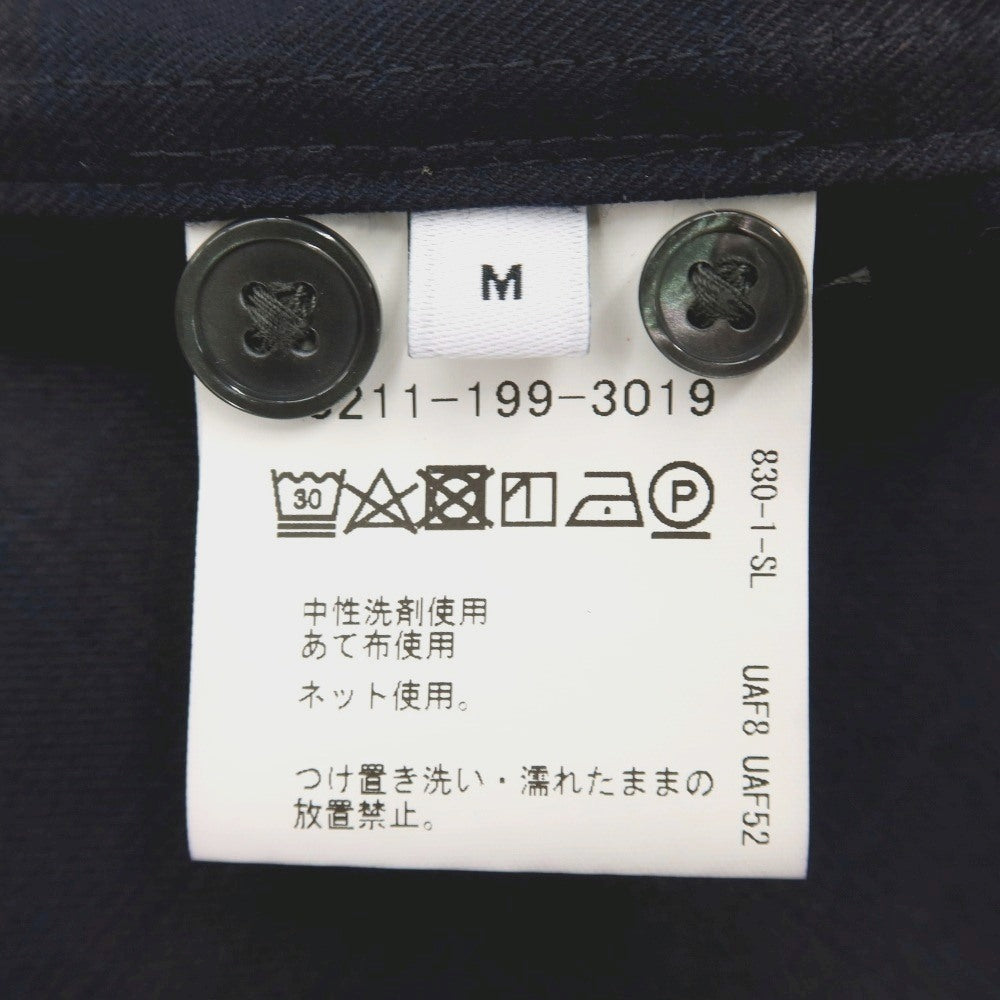 M
211-199-3019
30
P
830-1-SL
UAF8 UAF52
中性洗剤使用
あて布使用
ネット使用。
つけ置き洗い・濡れたままの
放置禁止。